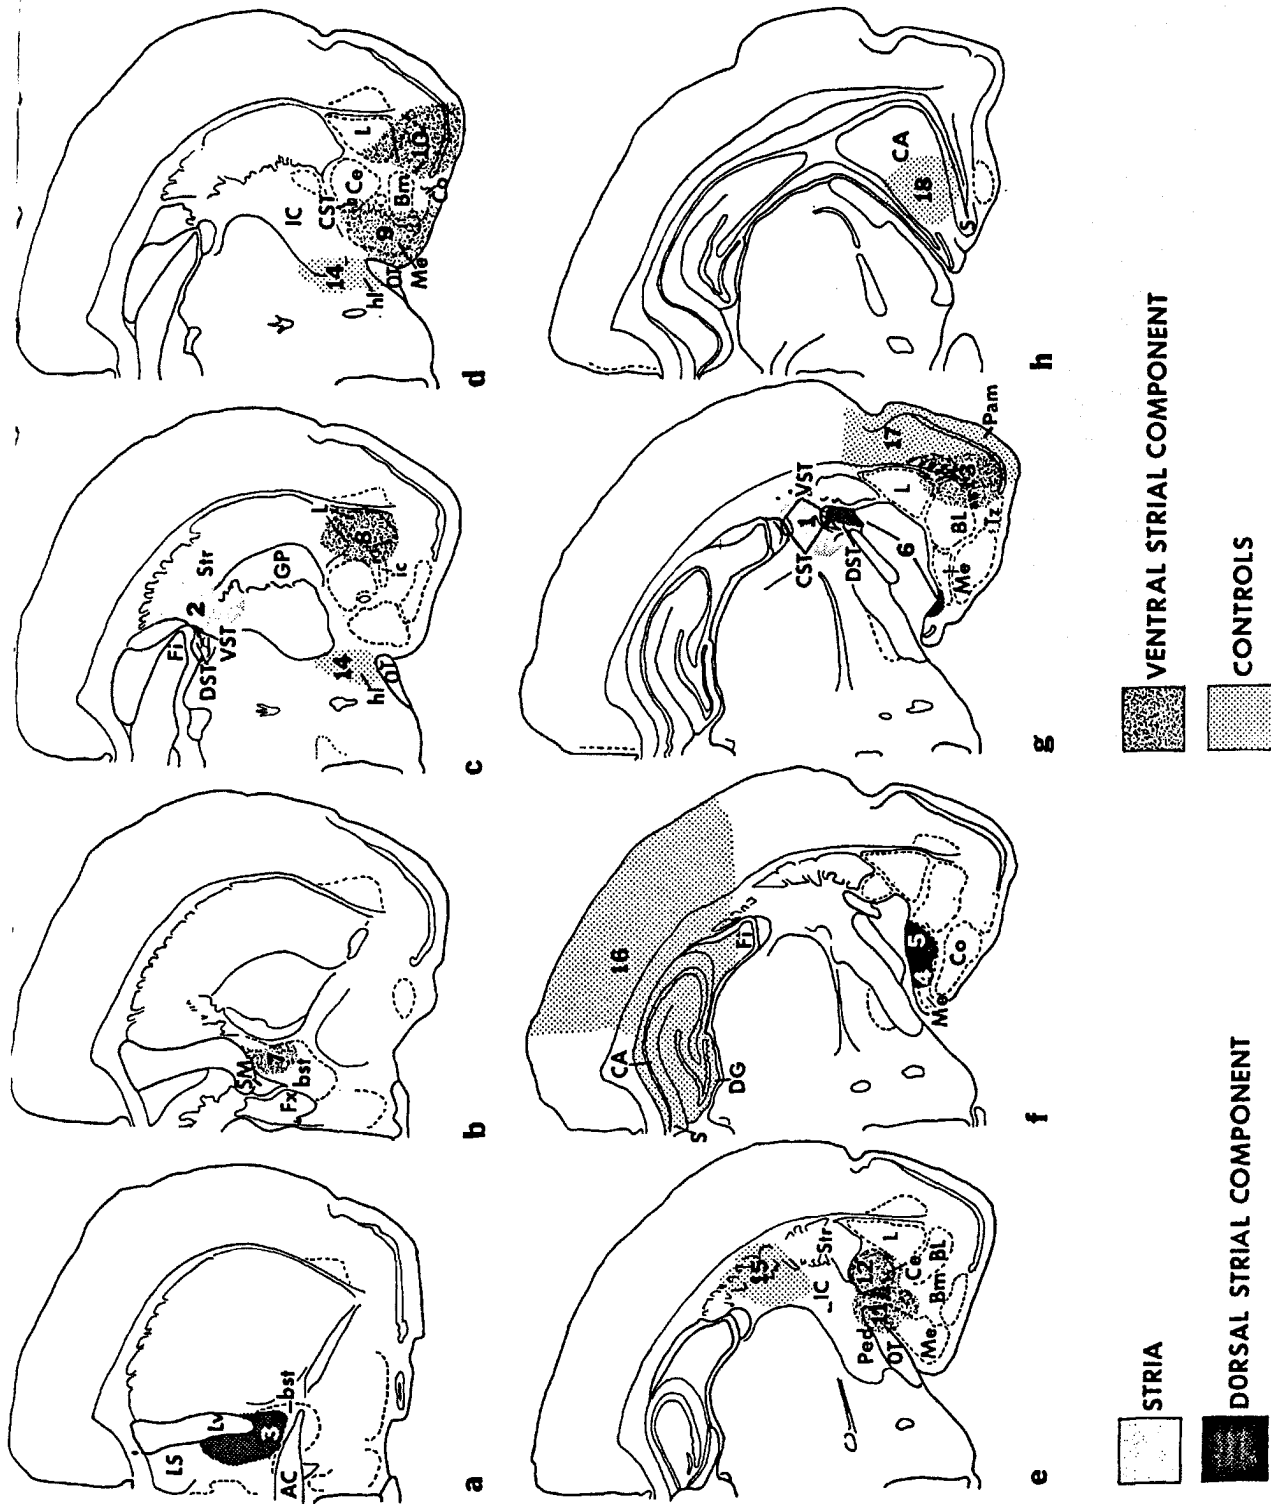 LS
Lv
3
bst
AC
a
SM
7
Fx
bst
b
Fi
Str
2
DST
VST
GP
L
8
ic
14
hl
OT
c
IC
CST
L
Ce
10
Bm
9
Co
14
hl
OT
Me
d
15
IC
Str
L
12
11
Ped
OT
Ce
BL
Bm
Me
e
16
CA
Fi
S
DG
5
4
Co
Me
f
17
VST
CST
1
L
DST
13
Pam
BL
6
Iz
Me
g
CA
18
S
h
STRIA
VENTRAL STRIAL COMPONENT
DORSAL STRIAL COMPONENT
CONTROLS